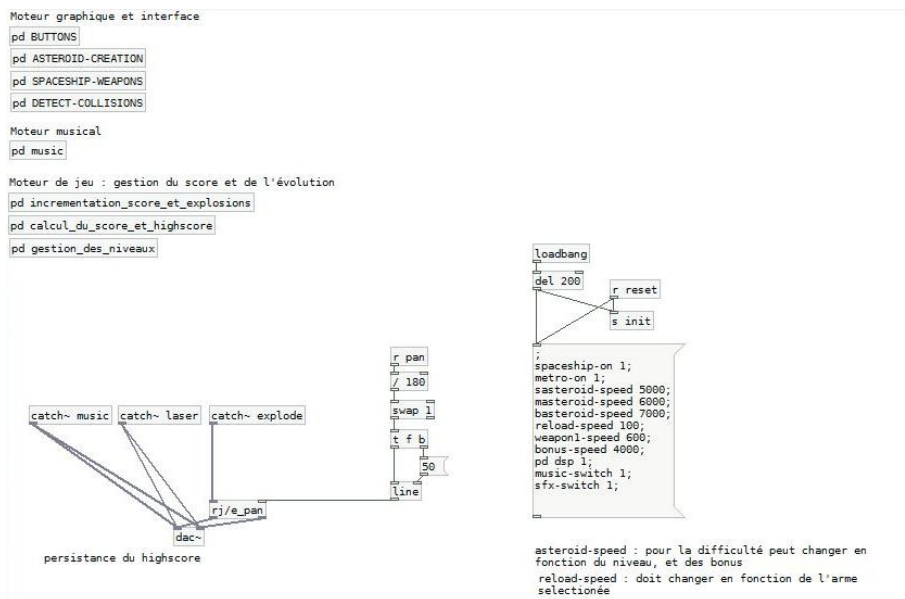 Moteur graphique et interface
pd BUTTONS
pd ASTEROID-CREATION
pd SPACESHIP-WEAPONS
pd DETECT-COLLISIONS
Moteur musical
pd music
Moteur de jeu : gestion du score et de l'évolution
pd incrementation_score_et_explosions
pd calcul_du_score_et_highscore
pd gestion_des_niveaux
loadbang
del 200
r reset
s init
;
spaceship-on 1;
metro-on 1;
sasteroid-speed 5000;
masteroid-speed 6000;
basteroid-speed 7000;
reload-speed 100;
weapon1-speed 600;
bonus-speed 4000;
pd dsp 1;
music-switch 1;
sfx-switch 1;
r pan
/ 180
swap 1
t f b
50
line
catch~ music
catch~ laser
catch~ explode
rj/e_pan
dac~
persistance du highscore
asteroid-speed : pour la difficulté peut changer en
fonction du niveau, et des bonus
reload-speed : doit changer en fonction de l'arme
selectionée